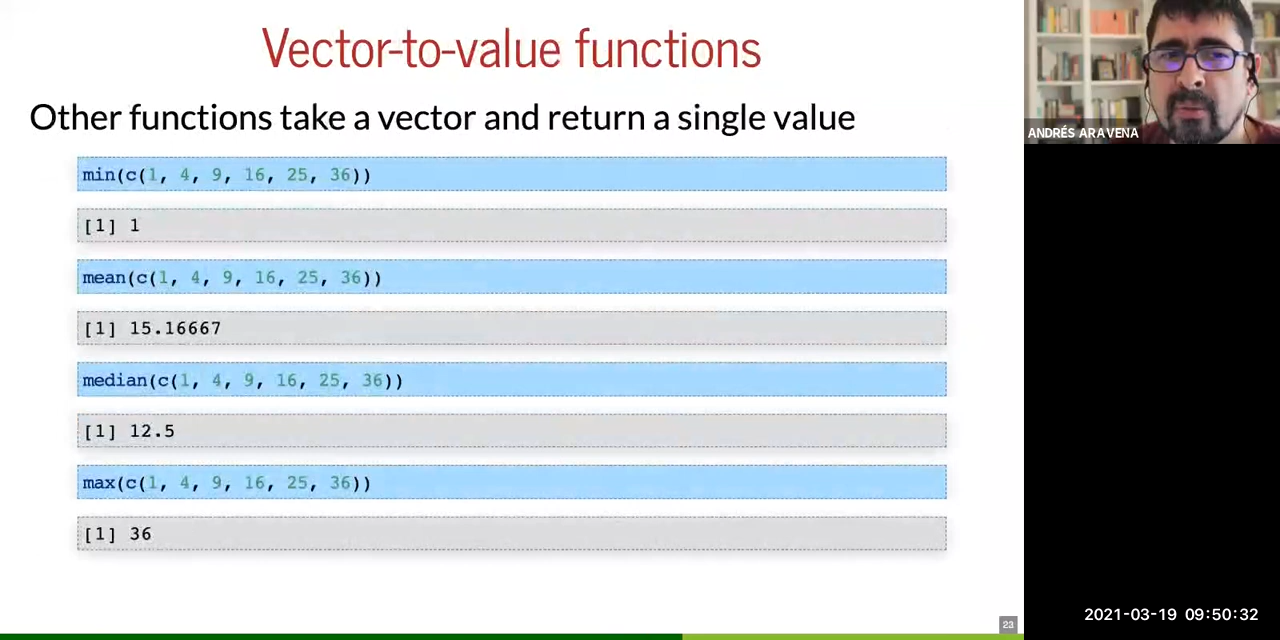 Vector-to-value functions
Other functions take a vector and return a single value
min(c(1, 4, 9, 16, 25, 36))
[1] 1
mean(c(1, 4, 9, 16, 25, 36))
[1] 15.16667
median(c(1, 4, 9, 16, 25, 36))
[1] 12.5
max(c(1, 4, 9, 16, 25, 36))
[1] 36
23
ANDRÉS ARAVENA
2021-03-19 09:50:32